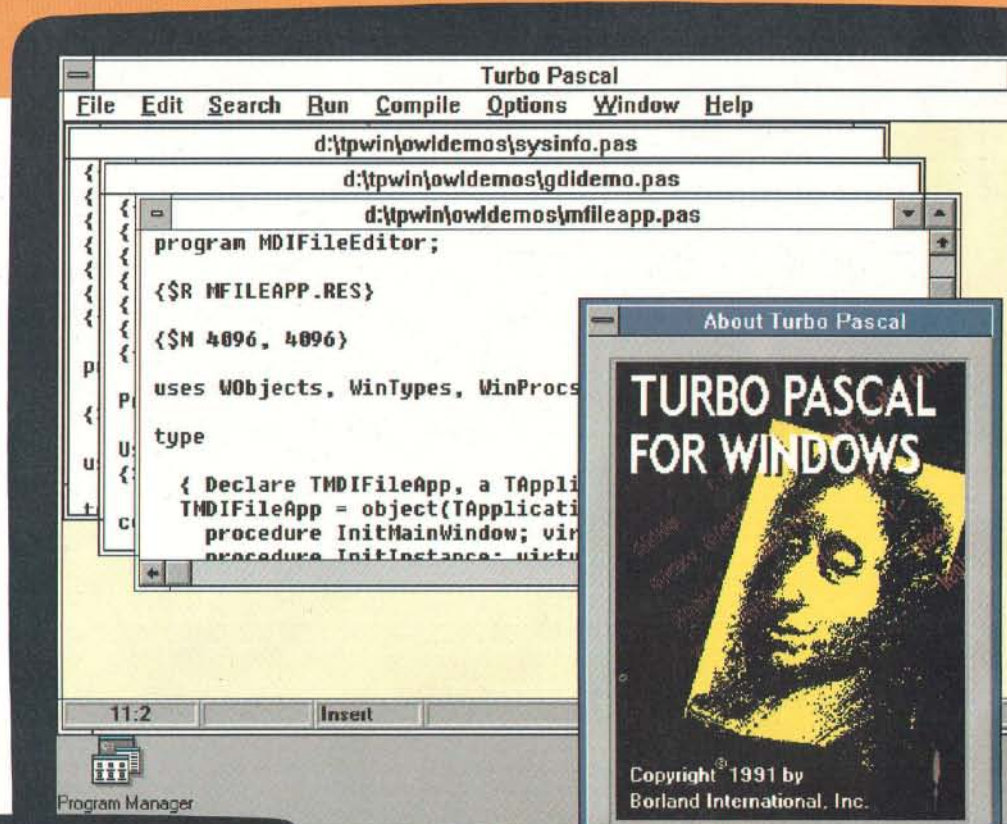 Turbo Pascal
File Edit Search Run Compile Options Window Help
d:\tpwin\owldemos\sysinfo.pas
d:\tpwin\owldemos\gdidemo.pas
d:\tpwin\owldemos\mfileapp.pas
program MDIFileEditor;
{$R MFILEAPP.RES}
{$M 4096, 4096}
uses WObjects, WinTypes, WinProcs
type
{ Declare TMDIFileApp, a TAppli
TMDIFileApp = object(TApplicati
procedure InitMainWindow; vir
procedure InitInstance; virtu
11:2 Insert
Program Manager
About Turbo Pascal
TURBO PASCAL
FOR WINDOWS
Copyright © 1991 by
Borland International, Inc.